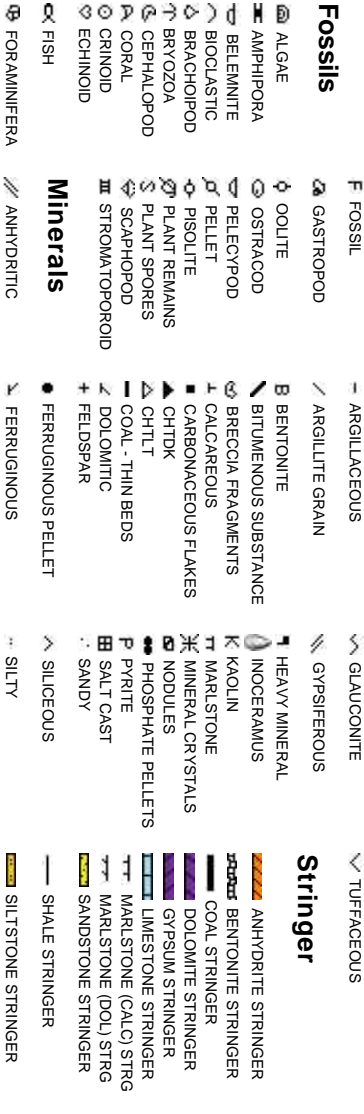 Fossils
ALGAE
AMPHIPORA
BELEMNITE
BIOCLASTIC
BRACHOIPOD
BRYOZOA
CEPHALOPOD
CORAL
CRINOID
ECHINOID
FISH
FORAMINIFERA
F FOSSIL
GASTROPOD
OOLITE
OSTRACOD
PELECYPOD
PELLET
PISOLITE
PLANT REMAINS
S PLANT SPORES
SCAPHOPOD
STROMATOPOROID
Minerals
ANHYDRITIC
ARGILLACEOUS
ARGILLITE GRAIN
B BENTONITE
BITUMENOUS SUBSTANCE
BRECCIA FRAGMENTS
CALCAREOUS
CARBONACEOUS FLAKES
CHTDK
CHTLT
COAL - THIN BEDS
DOLOMITIC
FELDSPAR
FERRUGINOUS PELLET
FERRUGINOUS
GLAUCONITE
GYPSIFEROUS
HEAVY MINERAL
INOCERAMUS
K KAOLIN
MARLSTONE
MINERAL CRYSTALS
NODULES
PHOSPHATE PELLETS
P PYRITE
SALT CAST
SANDY
SILICEOUS
SILTY
TUFFACEOUS
Stringer
ANHYDRITE STRINGER
BENTONITE STRINGER
COAL STRINGER
DOLOMITE STRINGER
GYPSUM STRINGER
LIMESTONE STRINGER
MARLSTONE (CALC) STRG
MARLSTONE (DOL) STRG
SANDSTONE STRINGER
SHALE STRINGER
SILTSTONE STRINGER